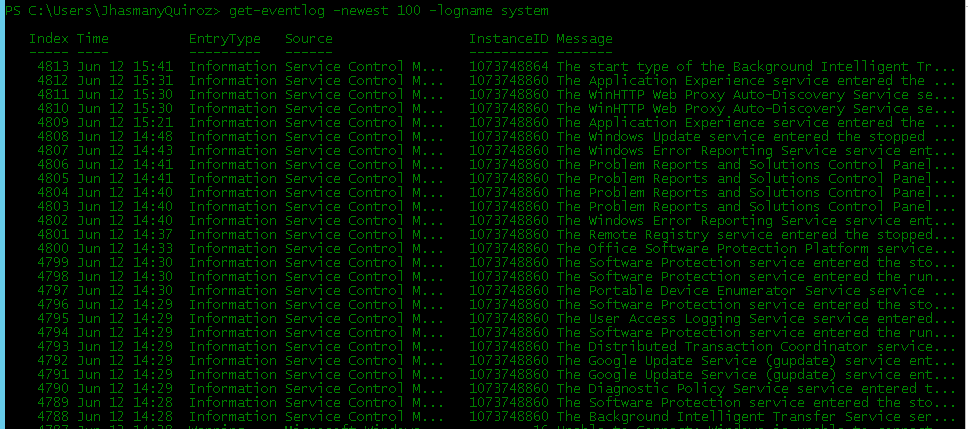 PS C:\Users\JhasmanyQuiroz> get-eventlog -newest 100 -logname system
Index Time EntryType Source InstanceID Message
----- ---- --------- ------ ---------- -------
4813 Jun 12 15:41 Information Service Control M... 1073748864 The start type of the Background Intelligent Tr...
4812 Jun 12 15:31 Information Service Control M... 1073748860 The Application Experience service entered the ...
4811 Jun 12 15:30 Information Service Control M... 1073748860 The WinHTTP Web Proxy Auto-Discovery Service se...
4810 Jun 12 15:30 Information Service Control M... 1073748860 The WinHTTP Web Proxy Auto-Discovery Service se...
4809 Jun 12 15:21 Information Service Control M... 1073748860 The Application Experience service entered the ...
4808 Jun 12 14:48 Information Service Control M... 1073748860 The Windows Update service entered the stopped ...
4807 Jun 12 14:43 Information Service Control M... 1073748860 The Windows Error Reporting Service service ent...
4806 Jun 12 14:41 Information Service Control M... 1073748860 The Problem Reports and Solutions Control Panel...
4805 Jun 12 14:41 Information Service Control M... 1073748860 The Problem Reports and Solutions Control Panel...
4804 Jun 12 14:40 Information Service Control M... 1073748860 The Problem Reports and Solutions Control Panel...
4803 Jun 12 14:40 Information Service Control M... 1073748860 The Problem Reports and Solutions Control Panel...
4802 Jun 12 14:40 Information Service Control M... 1073748860 The Windows Error Reporting Service service ent...
4801 Jun 12 14:37 Information Service Control M... 1073748860 The Remote Registry service entered the stopped...
4800 Jun 12 14:33 Information Service Control M... 1073748860 The Office Software Protection Platform service...
4799 Jun 12 14:30 Information Service Control M... 1073748860 The Software Protection service entered the sto...
4798 Jun 12 14:30 Information Service Control M... 1073748860 The Software Protection service entered the run...
4797 Jun 12 14:30 Information Service Control M... 1073748860 The Portable Device Enumerator Service service ...
4796 Jun 12 14:29 Information Service Control M... 1073748860 The Software Protection service entered the sto...
4795 Jun 12 14:29 Information Service Control M... 1073748860 The User Access Logging Service service entered...
4794 Jun 12 14:29 Information Service Control M... 1073748860 The Software Protection service entered the run...
4793 Jun 12 14:29 Information Service Control M... 1073748860 The Distributed Transaction Coordinator service...
4792 Jun 12 14:29 Information Service Control M... 1073748860 The Google Update Service (gupdate) service ent...
4791 Jun 12 14:29 Information Service Control M... 1073748860 The Google Update Service (gupdate) service ent...
4790 Jun 12 14:28 Information Service Control M... 1073748860 The Diagnostic Policy Service service entered t...
4789 Jun 12 14:28 Information Service Control M... 1073748860 The Software Protection service entered the sto...
4788 Jun 12 14:28 Information Service Control M... 1073748860 The Background Intelligent Transfer Service ser...